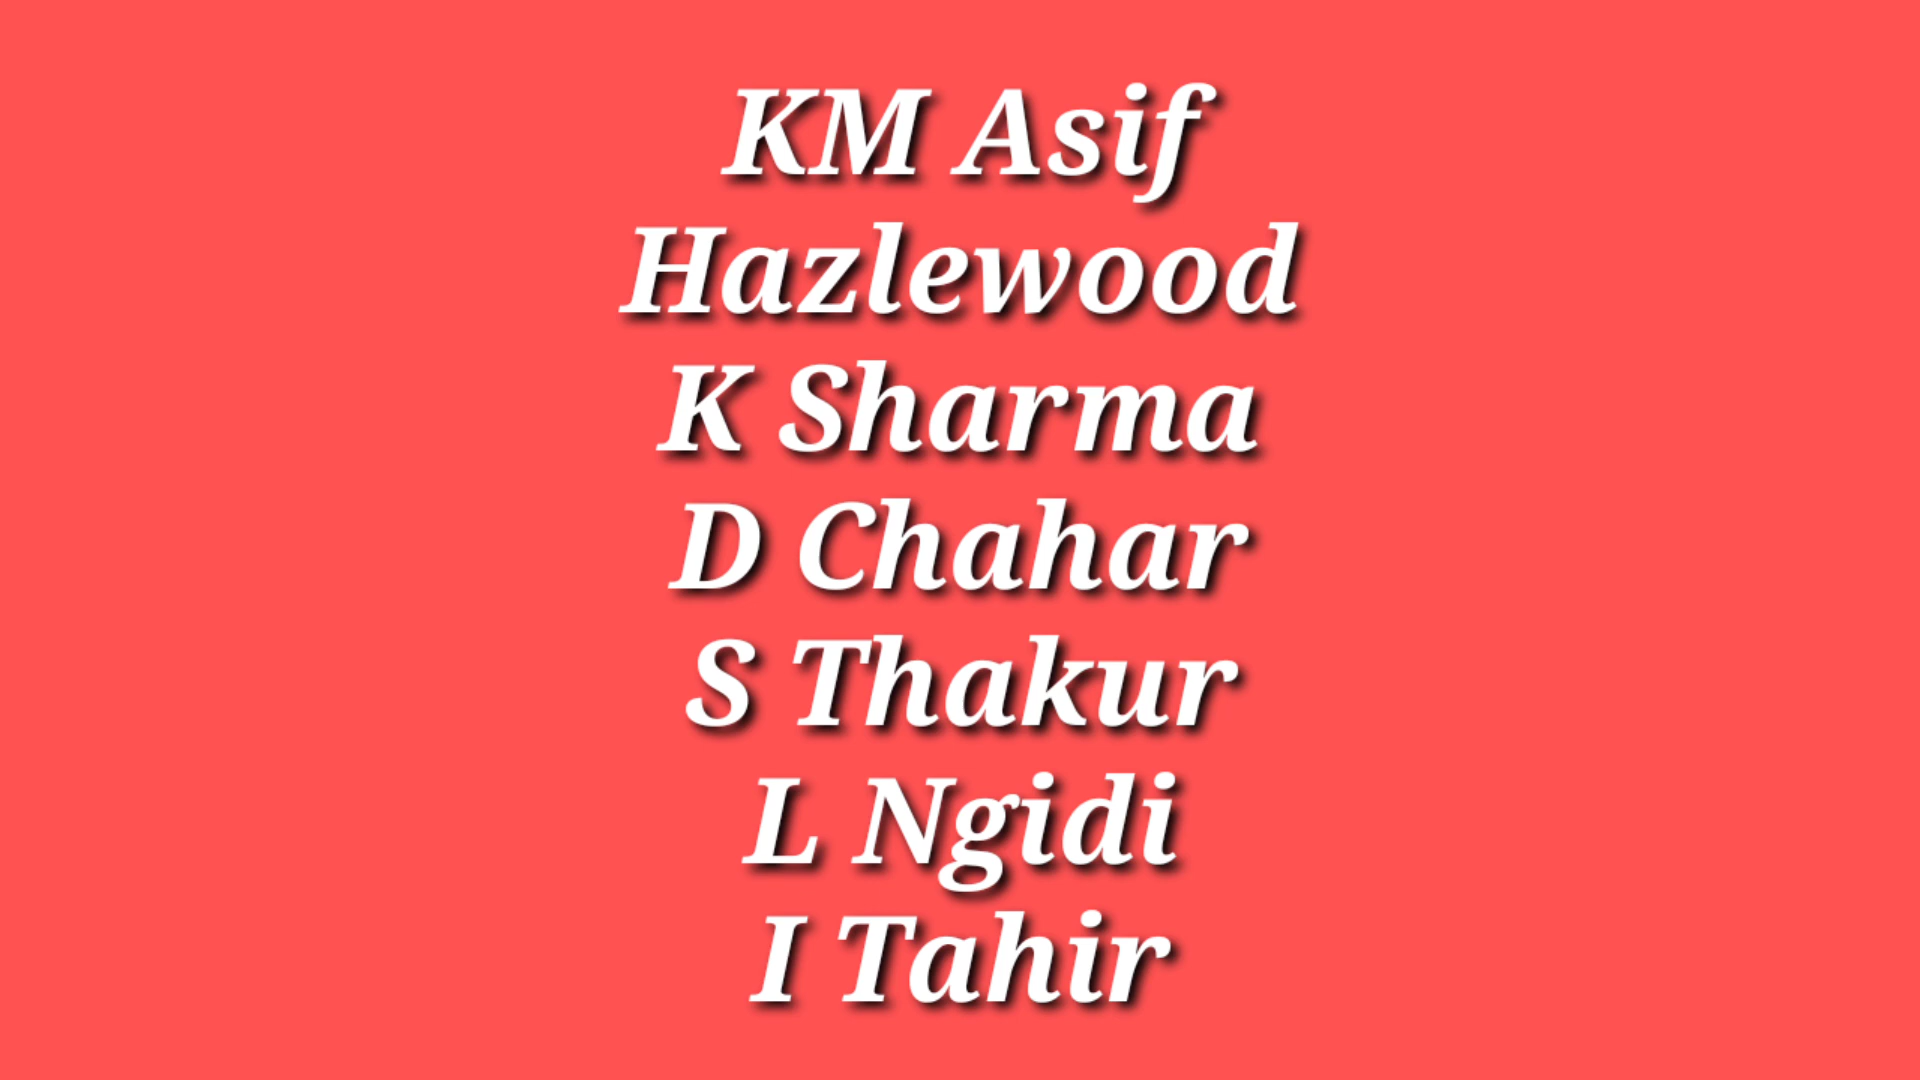 KM Asif
Hazlewood
K Sharma
D Chahar
S Thakur
L Ngidi
I Tahir